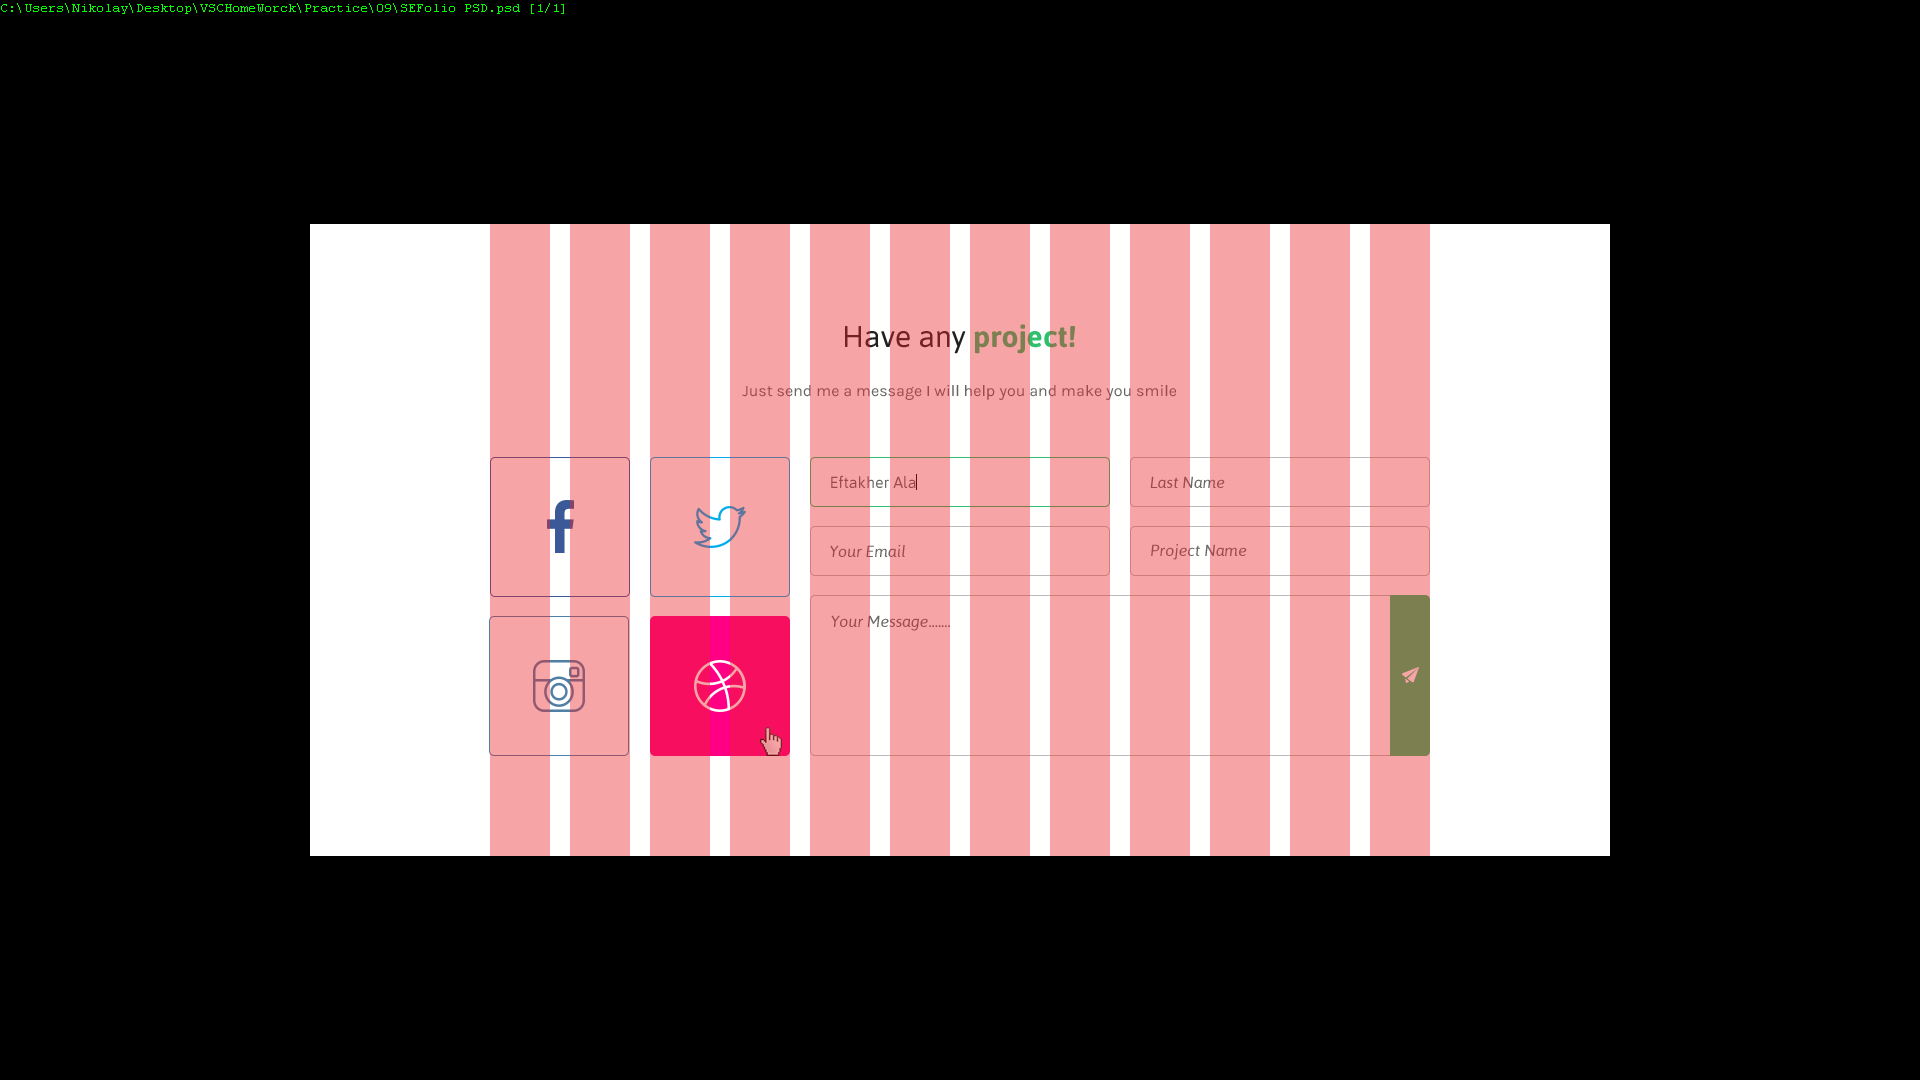 C:\Users\Nikolay\Desktop\VSCHomeWorck\Practice\09\SEFolio PSD.psd [1/1]
Have any project!
Just send me a message I will help you and make you smile
Eftakher Ala
Last Name
Your Email
Project Name
Your Message.......